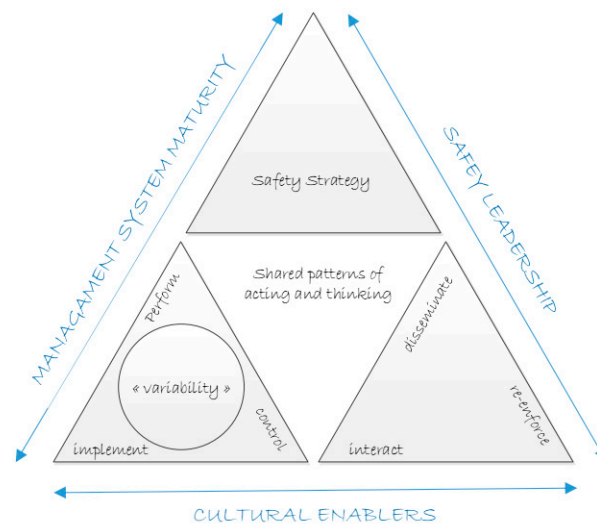 MANAGAMENT SYSTEM MATURITY
SAFEY LEADERSHIP
Safety Strategy
Shared patterns of
acting and thinking
Perform
« variability »
control
implement
disseminate
re-enforce
interact
CULTURAL ENABLERS